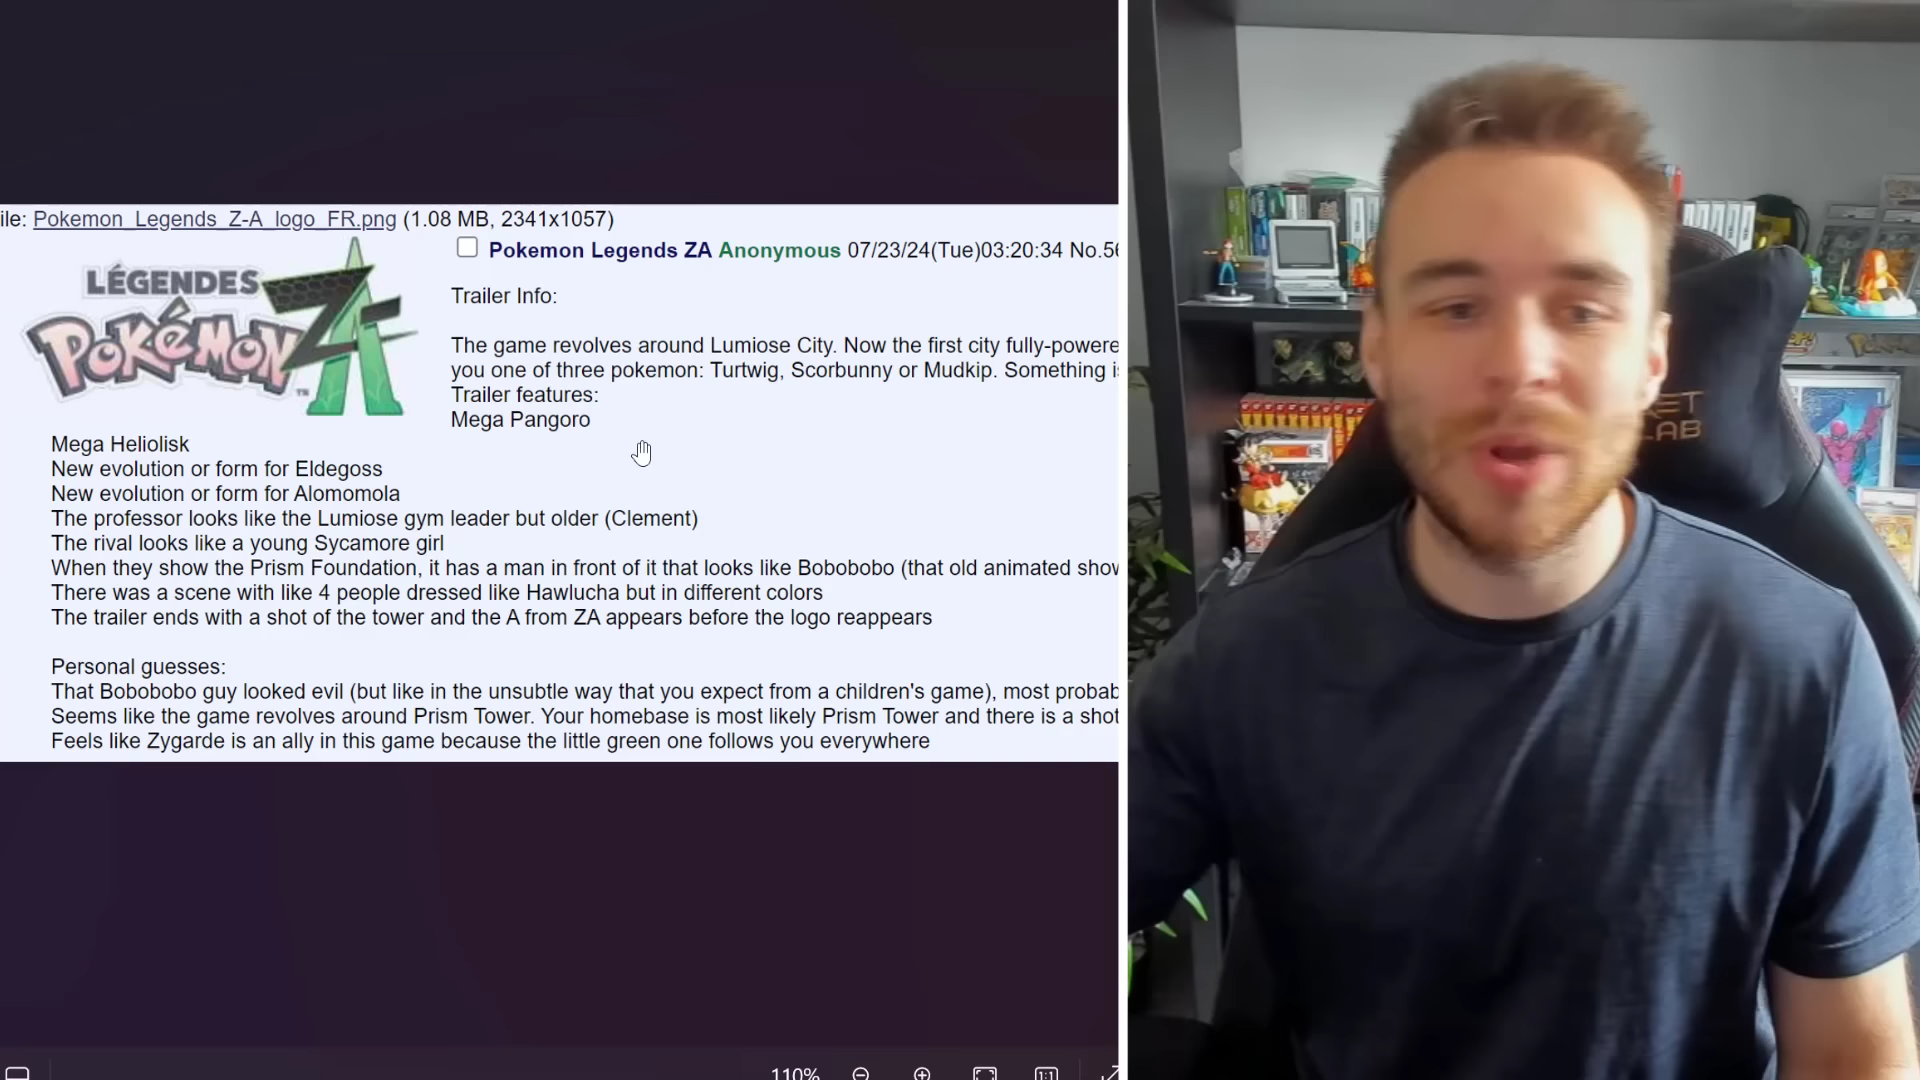 ile: Pokemon_Legends_Z-A_logo_FR.png (1.08 MB, 2341x1057)
Pokemon Legends ZA Anonymous 07/23/24(Tue)03:20:34 No.56
LÉGENDES
POKéMON
ZA
TM
Trailer Info:
The game revolves around Lumiose City. Now the first city fully-powere
you one of three pokemon: Turtwig, Scorbunny or Mudkip. Something i
Trailer features:
Mega Pangoro
Mega Heliolisk
New evolution or form for Eldegoss
New evolution or form for Alomomola
The professor looks like the Lumiose gym leader but older (Clement)
The rival looks like a young Sycamore girl
When they show the Prism Foundation, it has a man in front of it that looks like Bobobobo (that old animated show
There was a scene with like 4 people dressed like Hawlucha but in different colors
The trailer ends with a shot of the tower and the A from ZA appears before the logo reappears
Personal guesses:
That Bobobobo guy looked evil (but like in the unsubtle way that you expect from a children's game), most probab
Seems like the game revolves around Prism Tower. Your homebase is most likely Prism Tower and there is a shot
Feels like Zygarde is an ally in this game because the little green one follows you everywhere
110%
1:1
LAB